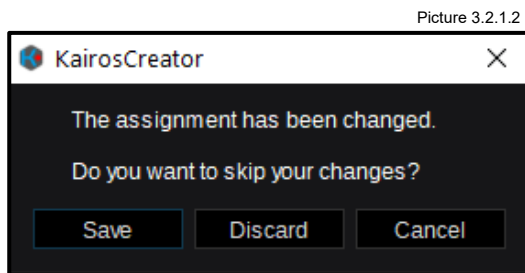 Picture 3.2.1.2
KairosCreator
The assignment has been changed.
Do you want to skip your changes?
Save Discard Cancel